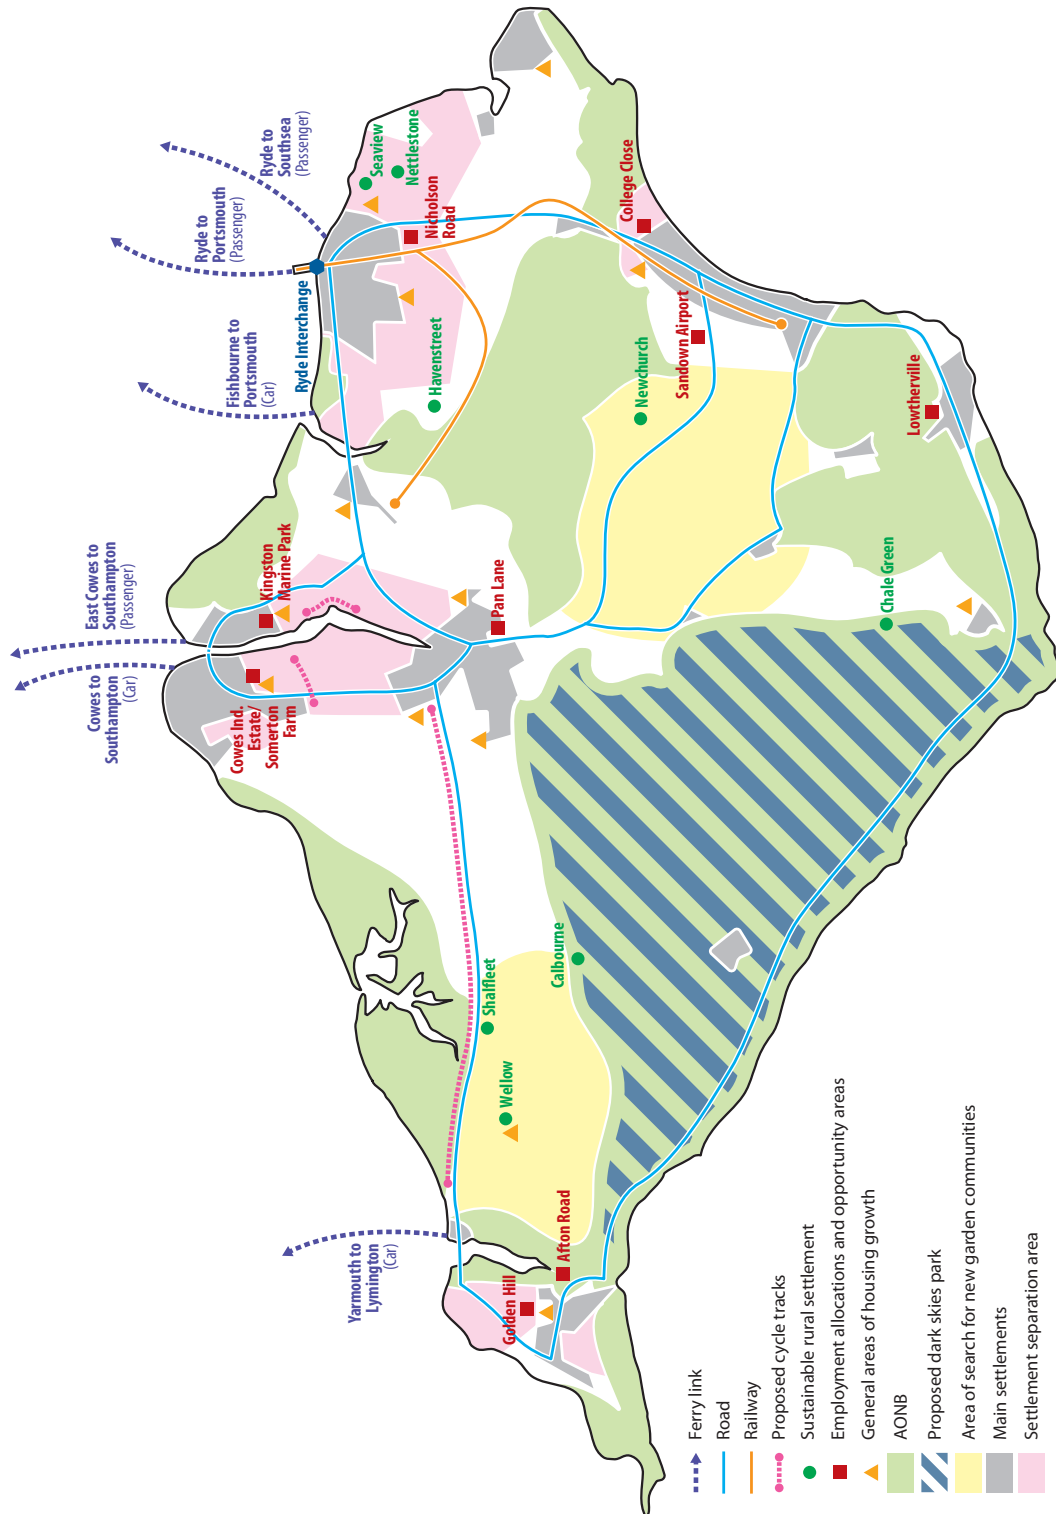 Cowes to
Southampton
(Car)
East Cowes to
Southampton
(Passenger)
Fishbourne to
Portsmouth
(Car)
Ryde to
Portsmouth
(Passenger)
Ryde to
Southsea
(Passenger)
Yarmouth to
Lymington
(Car)
Ryde Interchange
Seaview
Nettlestone
Nicholson
Road
Havenstreet
Kingston
Marine Park
Cowes Ind.
Estate/
Somerton
Farm
Pan Lane
College Close
Sandown Airport
Newchurch
Lowtherville
Chale Green
Calbourne
Shalfleet
Wellow
Afton Road
Golden Hill
Ferry link
Road
Railway
Proposed cycle tracks
Sustainable rural settlement
Employment allocations and opportunity areas
General areas of housing growth
AONB
Proposed dark skies park
Area of search for new garden communities
Main settlements
Settlement separation area